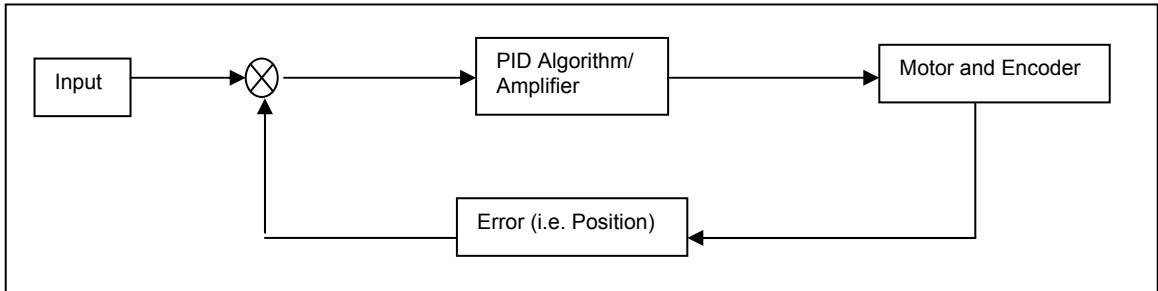 Input
PID Algorithm/
Amplifier
Motor and Encoder
Error (i.e. Position)